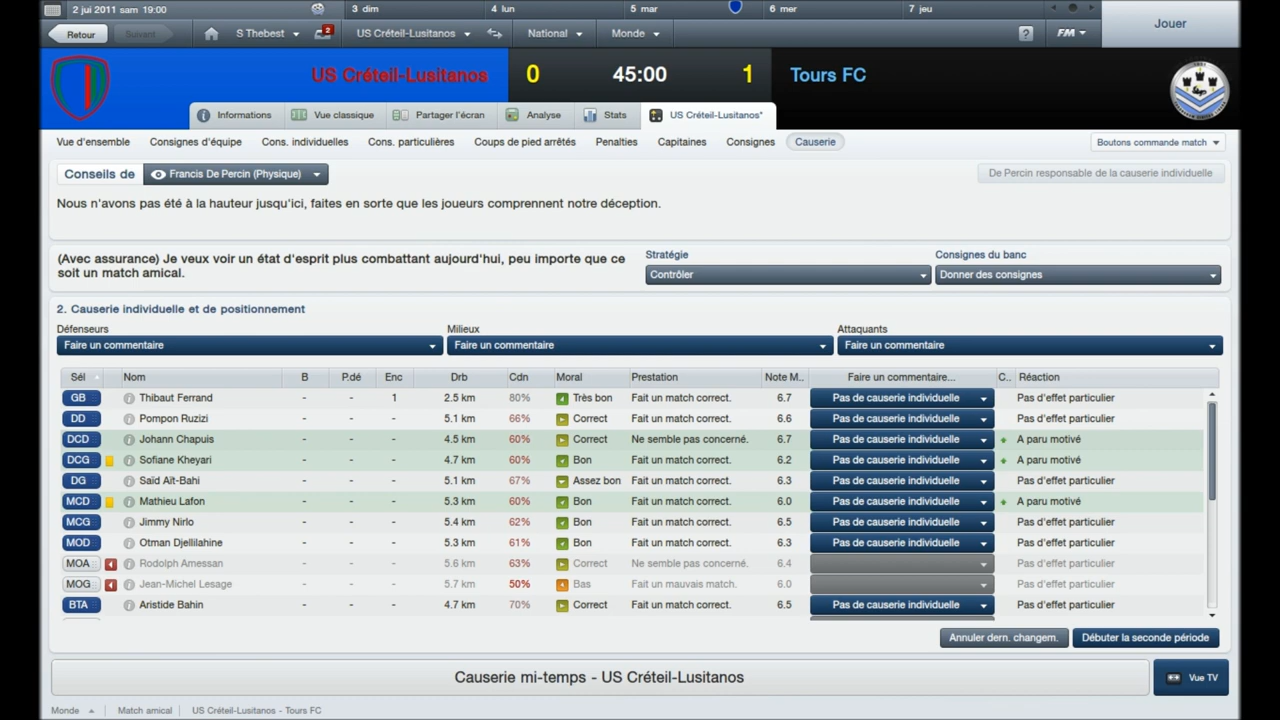 2 jui 2011 sam 19:00
3 dim
4 lun
5 mar
6 mer
7 jeu
Retour
Suivant
S Thebest
2
US Créteil-Lusitanos
National
Monde
?
FM
Jouer
US Créteil-Lusitanos
0
45:00
1
Tours FC
Informations
Vue classique
Partager l'écran
Analyse
Stats
US Créteil-Lusitanos*
Vue d'ensemble
Consignes d'équipe
Cons. individuelles
Cons. particulières
Coups de pied arrêtés
Penalties
Capitaines
Consignes
Causerie
Boutons commande match
Conseils de
Francis De Percin (Physique)
De Percin responsable de la causerie individuelle
Nous n'avons pas été à la hauteur jusqu'ici, faites en sorte que les joueurs comprennent notre déception.
(Avec assurance) Je veux voir un état d'esprit plus combattant aujourd'hui, peu importe que ce
soit un match amical.
Stratégie
Contrôler
Consignes du banc
Donner des consignes
2. Causerie individuelle et de positionnement
Défenseurs
Milieux
Attaquants
Faire un commentaire
Faire un commentaire
Faire un commentaire
Sél Nom B P.dé Enc Drb Cdn Moral Prestation Note M.. Faire un commentaire... C.. Réaction
GB Thibaut Ferrand - - 1 2.5 km 80% Très bon Fait un match correct. 6.7 Pas de causerie individuelle Pas d'effet particulier
DD Pompon Ruzizi - - - 5.1 km 66% Correct Fait un match correct. 6.6 Pas de causerie individuelle Pas d'effet particulier
DCD Johann Chapuis - - - 4.5 km 60% Correct Ne semble pas concerné. 6.7 Pas de causerie individuelle A paru motivé
DCG Sofiane Kheyari - - - 4.7 km 60% Bon Fait un match correct. 6.2 Pas de causerie individuelle A paru motivé
DG Saïd Aït-Bahi - - - 5.1 km 67% Assez bon Fait un match correct. 6.5 Pas de causerie individuelle Pas d'effet particulier
MCD Mathieu Lafon - - - 5.3 km 60% Bon Fait un match correct. 6.0 Pas de causerie individuelle A paru motivé
MCG Jimmy Nirlo - - - 5.4 km 62% Bon Fait un match correct. 6.5 Pas de causerie individuelle Pas d'effet particulier
MOD Otman Djellilahine - - - 5.3 km 61% Bon Fait un match correct. 6.3 Pas de causerie individuelle Pas d'effet particulier
MOA Rodolph Amessan - - - 5.6 km 63% Correct Ne semble pas concerné. 6.4 Pas d'effet particulier
MOG Jean-Michel Lesage - - - 5.7 km 50% Bas Fait un mauvais match. 6.0 Pas d'effet particulier
BTA Aristide Bahin - - - 4.7 km 70% Correct Fait un match correct. 6.5 Pas de causerie individuelle Pas d'effet particulier
Annuler dern. changem.
Débuter la seconde période
Causerie mi-temps - US Créteil-Lusitanos
Vue TV
Monde
Match amical
US Créteil-Lusitanos - Tours FC